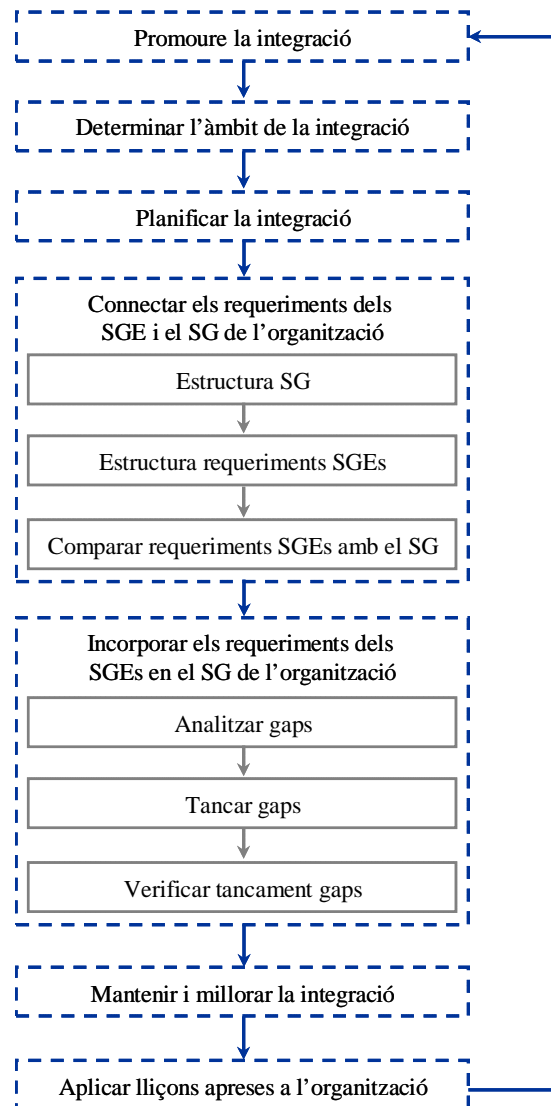 Promoure la integració
Determinar l’àmbit de la integració
Planificar la integració
Connectar els requeriments dels
SGE i el SG de l’organització
Estructura SG
Estructura requeriments SGEs
Comparar requeriments SGEs amb el SG
Incorporar els requeriments dels
SGEs en el SG de l’organització
Analitzar gaps
Tancar gaps
Verificar tancament gaps
Mantenir i millorar la integració
Aplicar lliçons apreses a l’organització